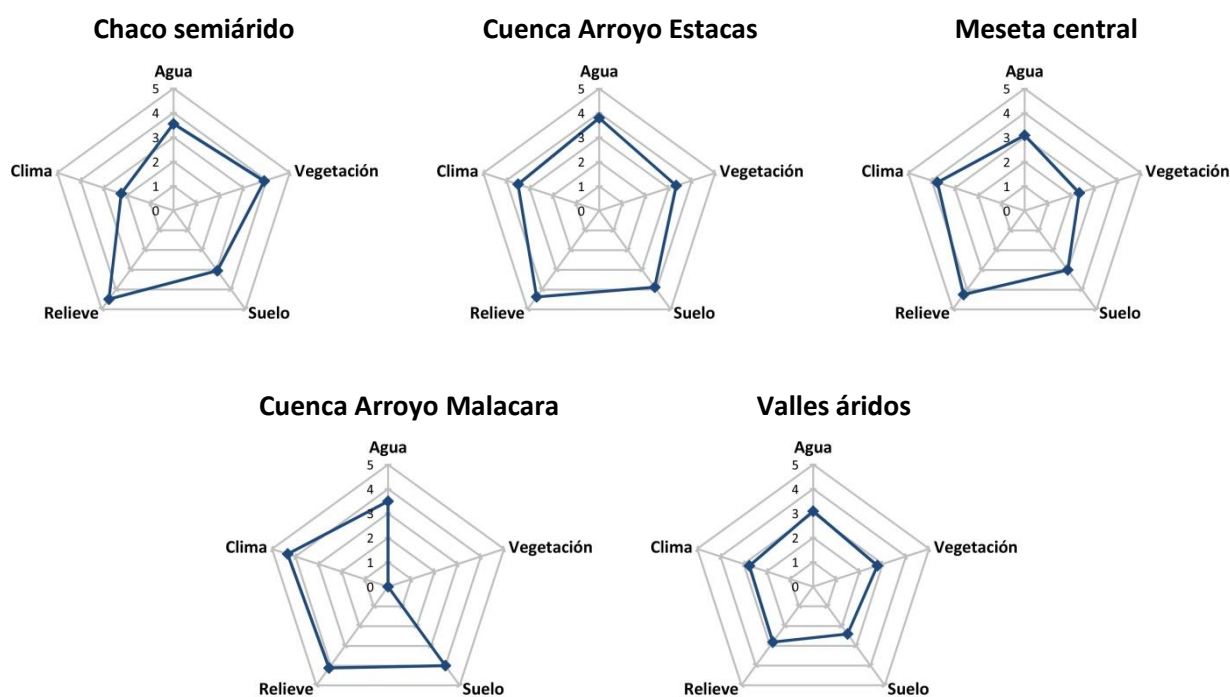 Chaco semiárido
Agua
5
4
3
2
1
0
Clima
Vegetación
Relieve
Suelo
Cuenca Arroyo Estacas
Agua
5
4
3
2
1
0
Clima
Vegetación
Relieve
Suelo
Meseta central
Agua
5
4
3
2
1
0
Clima
Vegetación
Relieve
Suelo
Cuenca Arroyo Malacara
Agua
5
4
3
2
1
0
Clima
Vegetación
Relieve
Suelo
Valles áridos
Agua
5
4
3
2
1
0
Clima
Vegetación
Relieve
Suelo